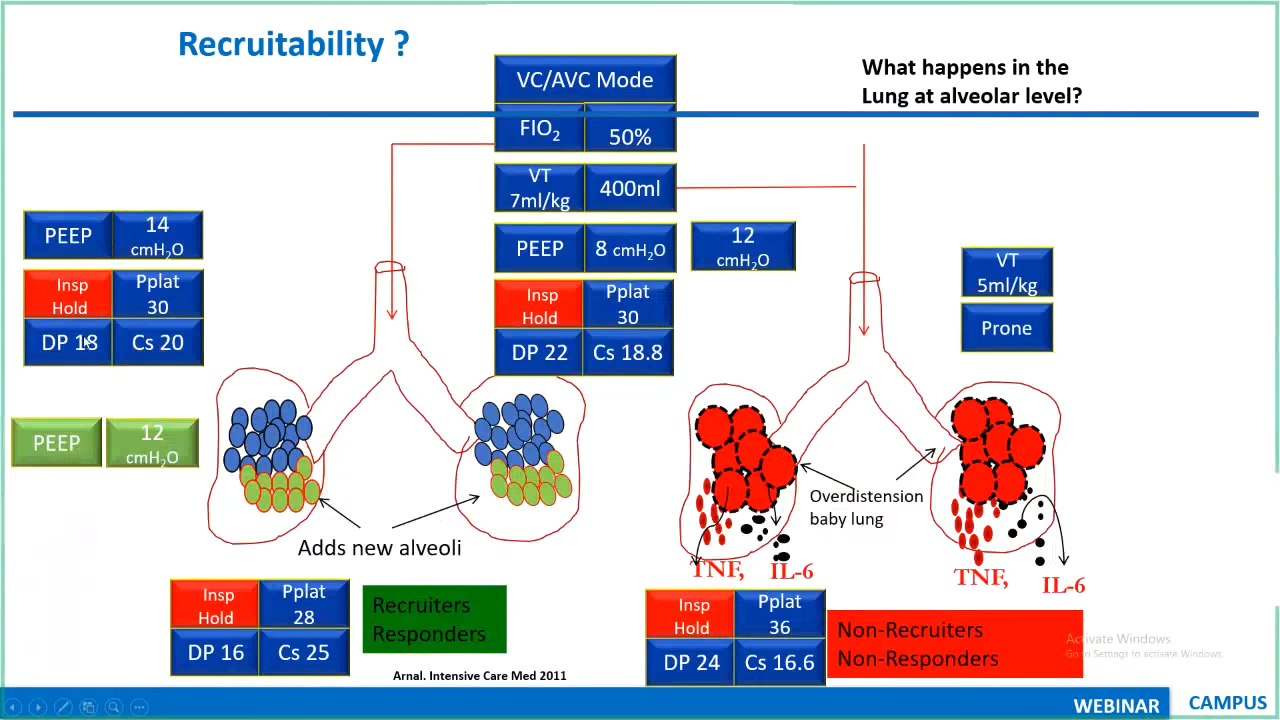 Recruitability ?
What happens in the
Lung at alveolar level?
VC/AVC Mode
FIO2
50%
VT
7ml/kg
400ml
PEEP
8 cmH2O
12
cmH2O
Insp
Hold
Pplat
30
DP 22
Cs 18.8
PEEP
14
cmH2O
Insp
Hold
Pplat
30
DP 18
Cs 20
PEEP
12
cmH2O
VT
5ml/kg
Prone
Adds new alveoli
Overdistension
baby lung
TNF,
IL-6
TNF,
IL-6
Insp
Hold
Pplat
28
DP 16
Cs 25
Recruiters
Responders
Arnal. Intensive Care Med 2011
Insp
Hold
Pplat
36
DP 24
Cs 16.6
Non-Recruiters
Non-Responders
Activate Windows
Go to Settings to activate Windows.
WEBINAR
CAMPUS